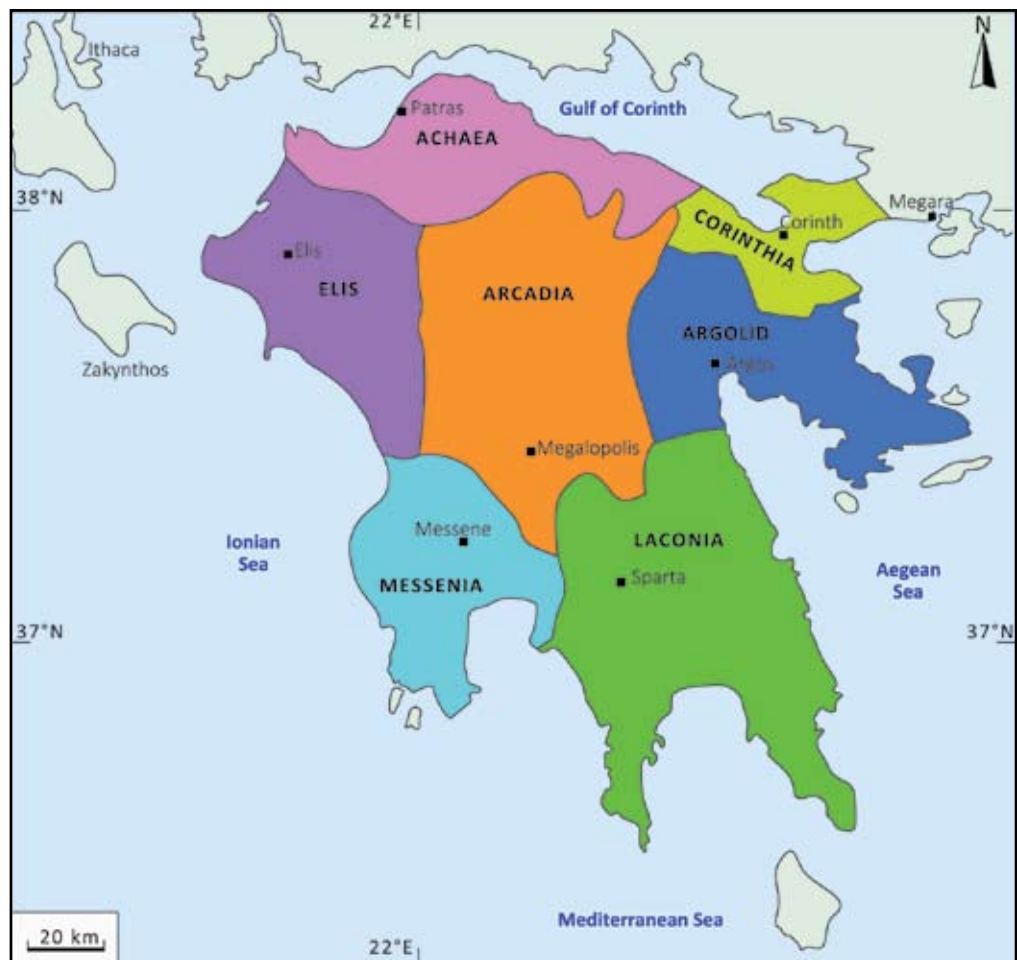 22°E
N
Ithaca
Patras
Gulf of Corinth
ACHAEA
38°N
Megara
Corinth
CORINTHIA
Elis
ELIS
ARCADIA
ARGOLID
Argos
Zakynthos
Megalopolis
Messene
Ionian
Sea
LACONIA
MESSENIA
Sparta
Aegean
Sea
37°N
37°N
Mediterranean Sea
20 km
22°E